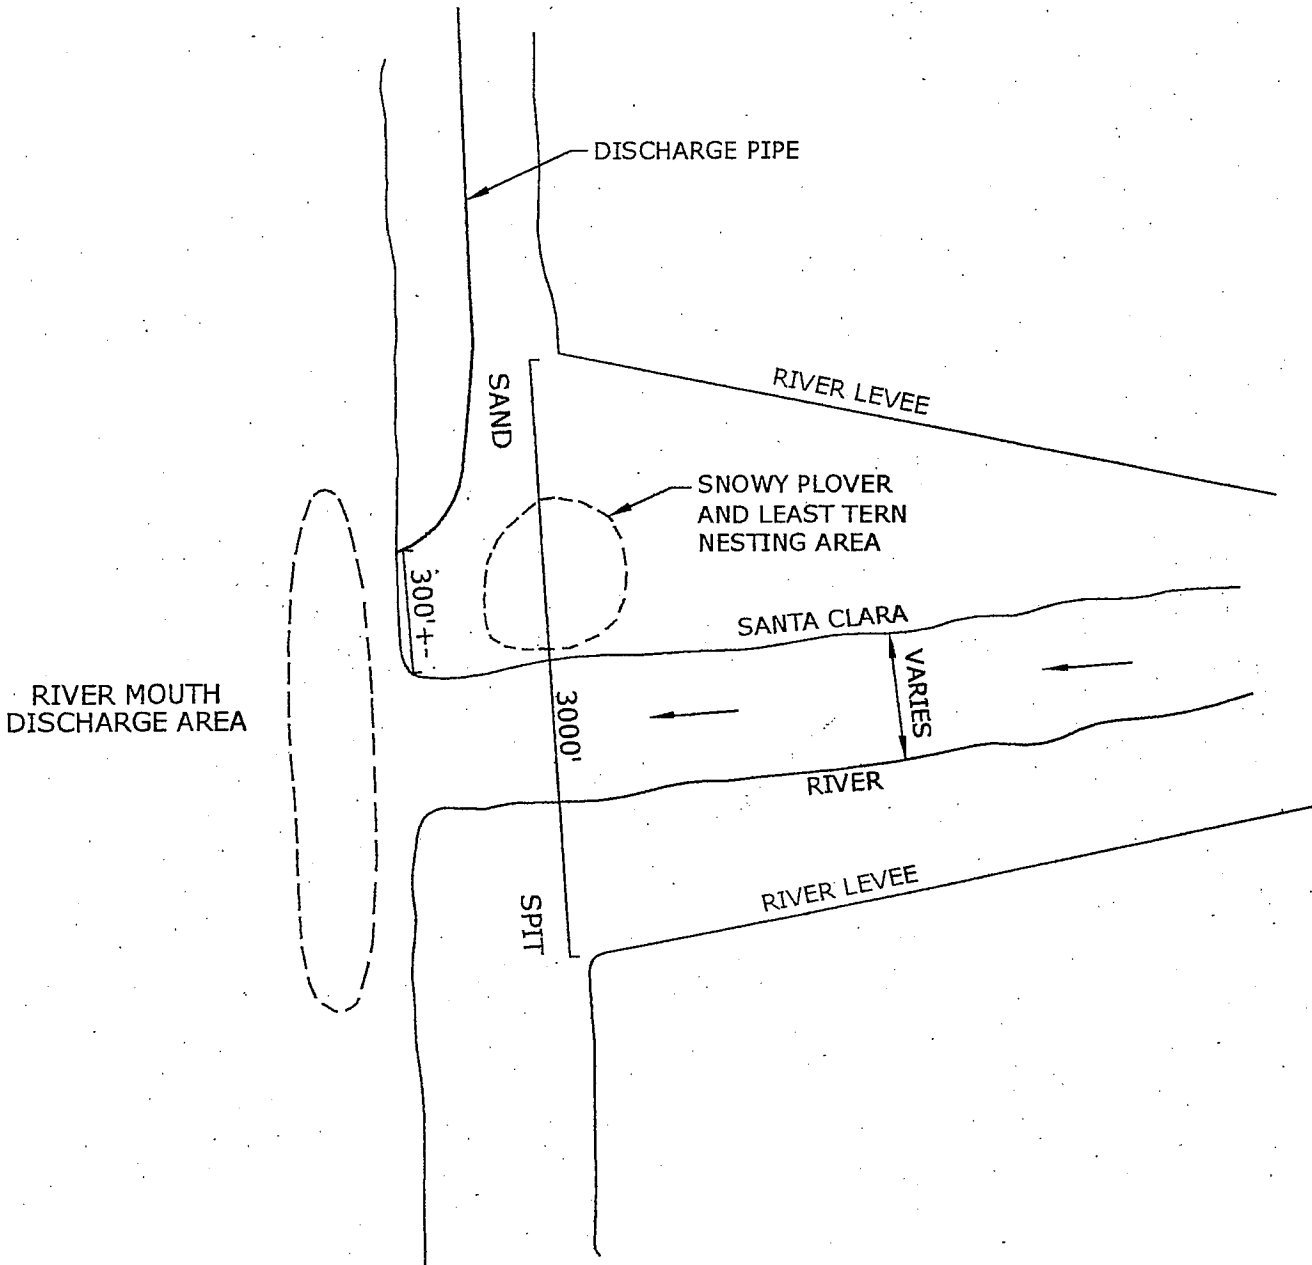 DISCHARGE PIPE
RIVER LEVEE
SAND
SNOWY PLOVER
AND LEAST TERN
NESTING AREA
300'+-
SANTA CLARA
VARIES
RIVER MOUTH
DISCHARGE AREA
3000'
RIVER
RIVER LEVEE
SPIT